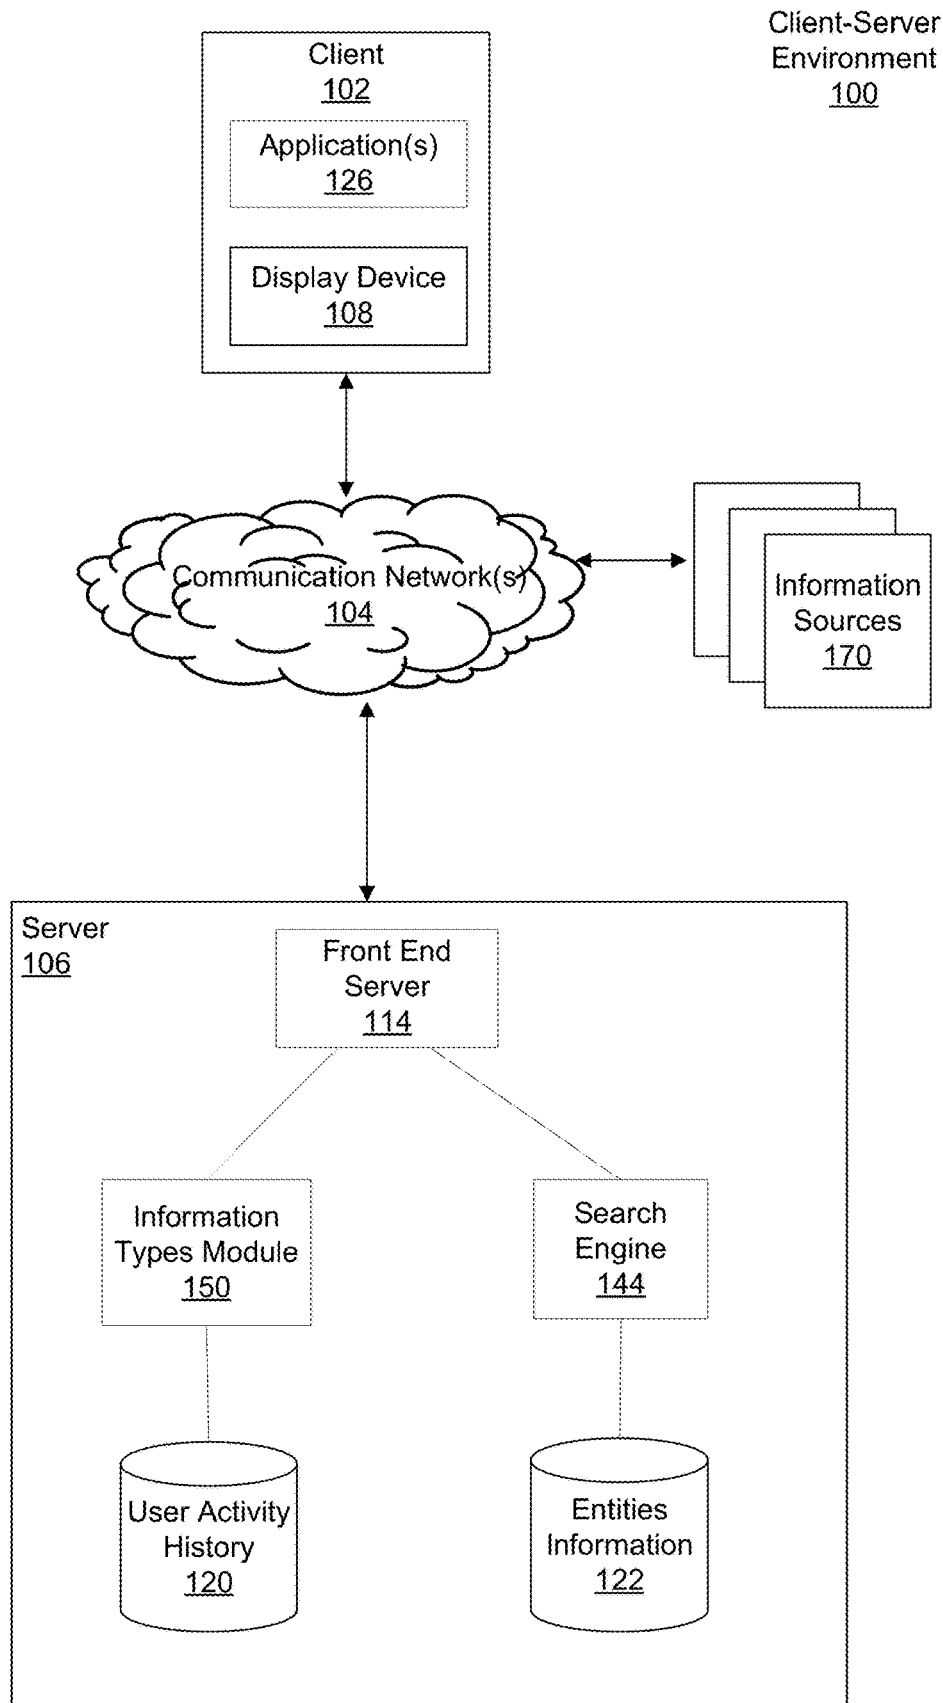 Client-Server
Environment
100
Client
102
Application(s)
126
Display Device
108
Communication Network(s)
104
Information
Sources
170
Server
106
Front End
Server
114
Information
Types Module
150
Search
Engine
144
User Activity
History
120
Entities
Information
122